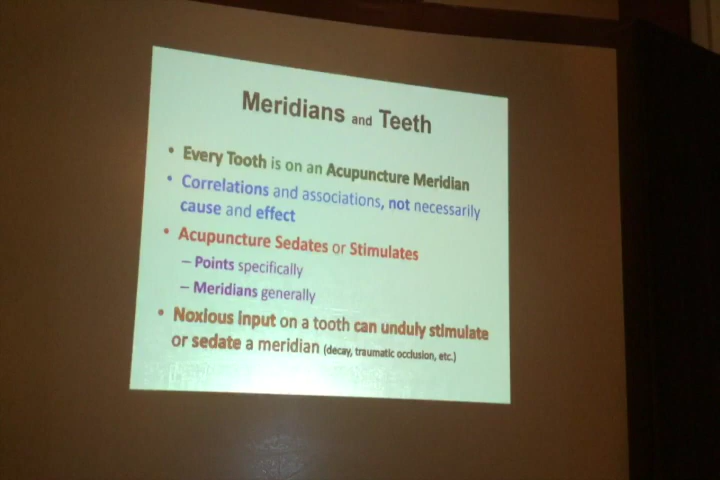 Meridians and Teeth
• Every Tooth is on an Acupuncture Meridian
• Correlations and associations, not necessarily
cause and effect
• Acupuncture Sedates or Stimulates
– Points specifically
– Meridians generally
• Noxious input on a tooth can unduly stimulate
or sedate a meridian (decay, traumatic occlusion, etc.)